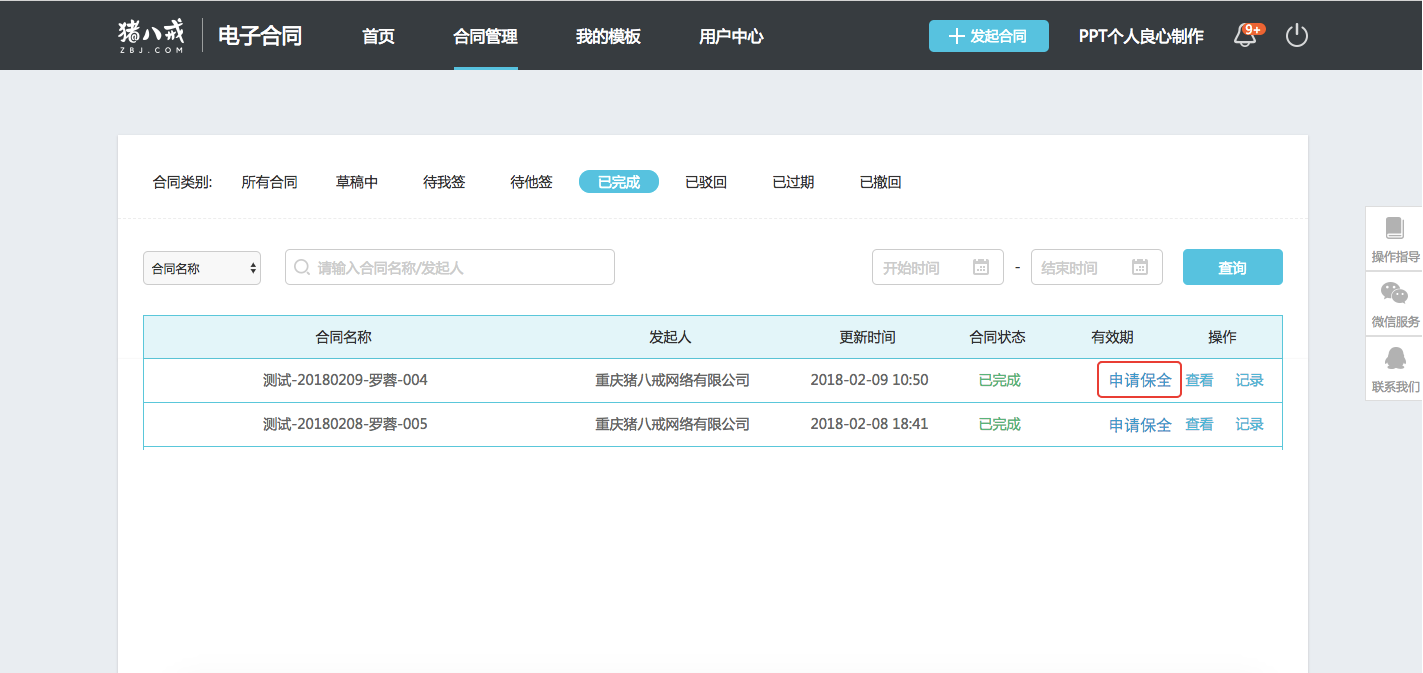 猪八戒 电子合同 首页 合同管理 我的模板 用户中心 发起合同 PPT个人良心制作 9+
ZBJ.COM
合同类别: 所有合同 草稿中 待我签 待他签 已完成 已驳回 已过期 已撤回
合同名称 请输入合同名称/发起人 开始时间 - 结束时间 查询
合同名称 发起人 更新时间 合同状态 有效期 操作
测试-20180209-罗蓉-004 重庆猪八戒网络有限公司 2018-02-09 10:50 已完成 申请保全 查看 记录
测试-20180208-罗蓉-005 重庆猪八戒网络有限公司 2018-02-08 18:41 已完成 申请保全 查看 记录
操作指导
微信服务
联系我们